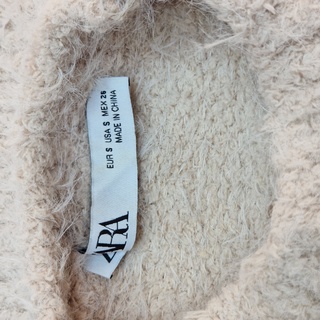 ZARA
EUR S USA S MEX 26
MADE IN CHINA